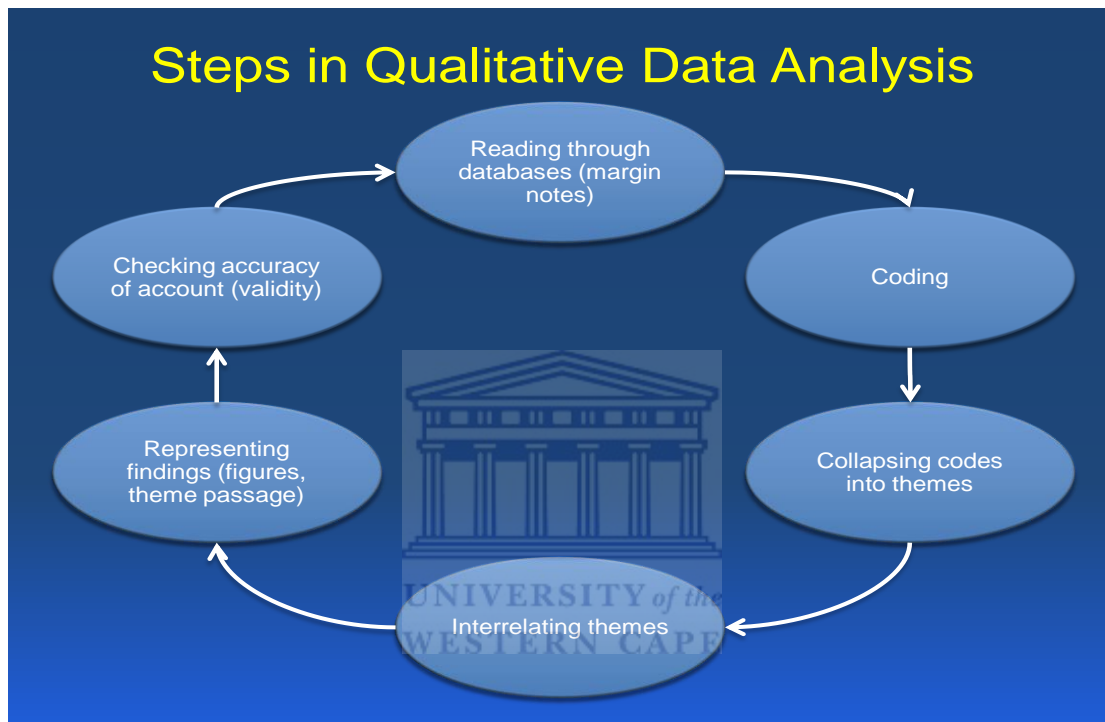 Steps in Qualitative Data Analysis
Reading through
databases (margin
notes)
Coding
Collapsing codes
into themes
Interrelating themes
Representing
findings (figures,
theme passage)
Checking accuracy
of account (validity)
UNIVERSITY of the
WESTERN CAPE